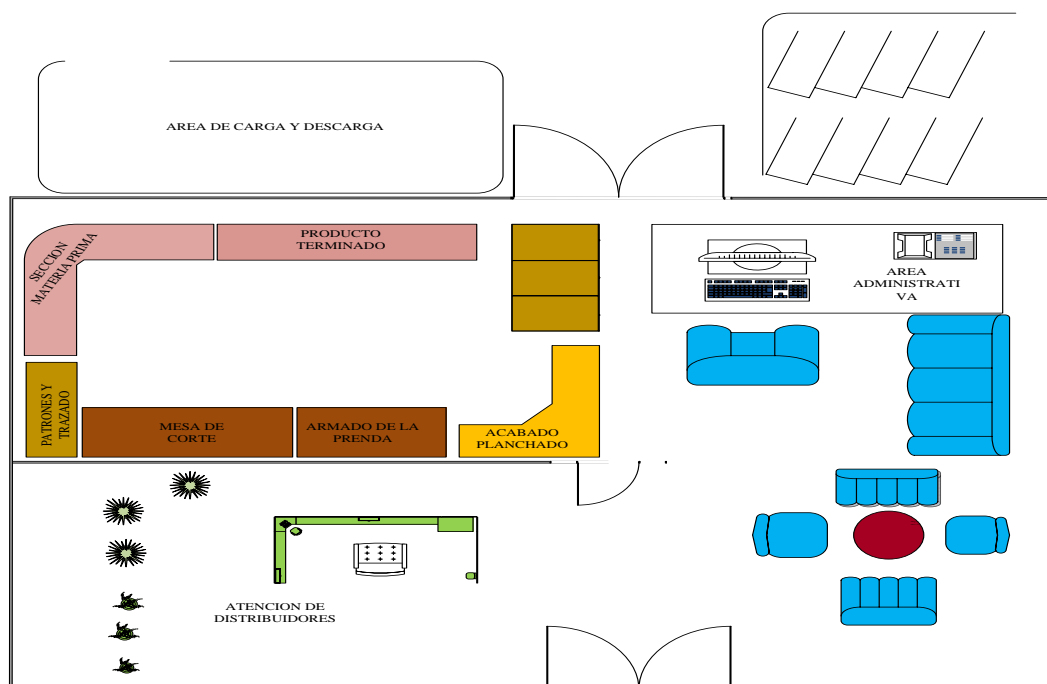 AREA DE CARGA Y DESCARGA
SECCION
MATERIA PRIMA
PRODUCTO
TERMINADO
AREA
ADMINISTRATI
VA
PATRONES Y
TRAZADO
MESA DE
CORTE
ARMADO DE LA
PRENDA
ACABADO
PLANCHADO
ATENCION DE
DISTRIBUIDORES